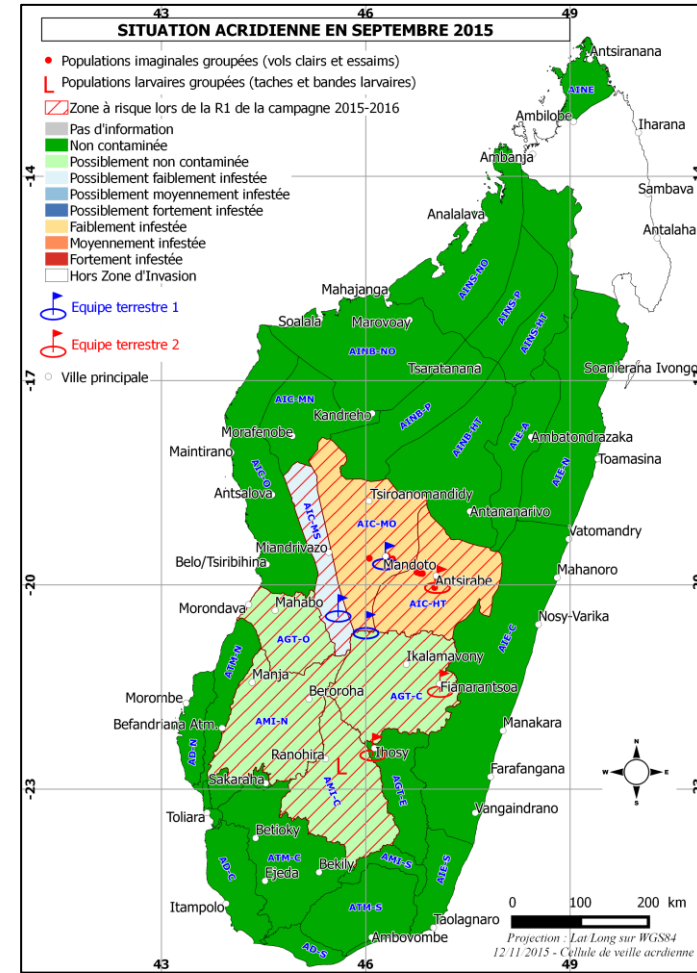 SITUATION ACRIDIENNE EN SEPTEMBRE 2015
43
46
49
Populations imaginales groupées (vols clairs et essaims)
L Populations larvaires groupées (taches et bandes larvaires)
Zone à risque lors de la R1 de la campagne 2015-2016
Pas d'information
Non contaminée
Possiblement non contaminée
Possiblement faiblement infestée
Possiblement moyennement infestée
Possiblement fortement infestée
Faiblement infestée
Moyennement infestée
Fortement infestée
Hors Zone d'Invasion
Equipe terrestre 1
Equipe terrestre 2
Ville principale
Antsiranana
AINE
Ambilobe
Iharana
Ambanja
-14
-14
Sambava
Analalava
Antalaha
AINS-NO
AINS-P
AINS-HT
Mahajanga
Soalala
Marovoay
AINB-NO
Tsaratanana
Soanierana Ivongo
-17
-17
AIC-MN
Kandreho
AINB-P
AINB-HT
AIE-A
Morafenobe
Ambatondrazaka
Maintirano
AIE-N
Toamasina
AIC-O
Antsalova
Tsiroanomandidy
AIC-MS
AIC-MO
Antananarivo
Vatomandry
Miandrivazo
Belo/Tsiribihina
Mandoto
Antsirabe
Mahanoro
-20
-20
AIC-HT
Morondava
Mahabo
Nosy-Varika
AGT-O
AIE-C
ATM-N
Ikalamavony
Manja
Beroroha
AGT-C
Fianarantsoa
Morombe
AMI-N
Befandriana Atm.
Manakara
AD-N
Ranohira
Ihosy
L
Sakaraha
AMI-C
AGT-E
Farafangana
-23
-23
Toliara
Vangaindrano
Betioky
ATM-C
AMI-S
AD-C
Ejeda
Bekily
AIE-S
Itampolo
ATM-S
Taolagnaro
Ambovombe
AD-S
N
W
E
S
0 100 200 km
Projection : Lat Long sur WGS84
12/11/2015 - Cellule de veille acrdienne
43
46
49